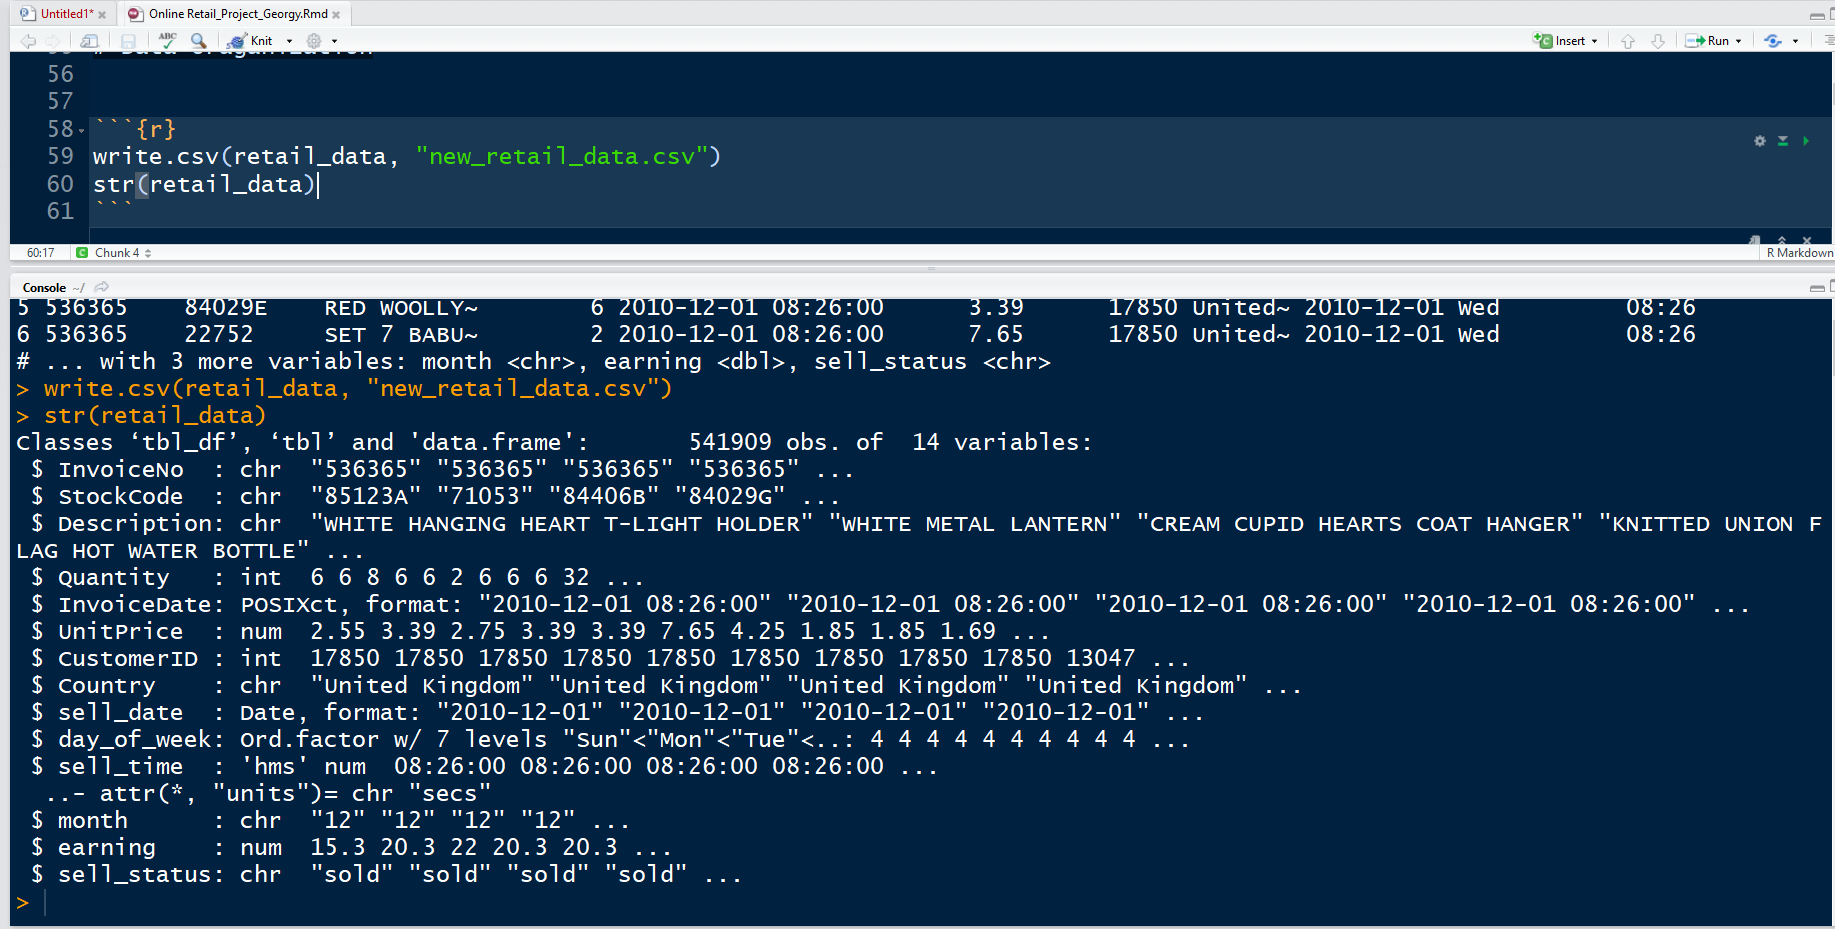 Untitled1* Online Retail_Project_Georgy.Rmd
ABC Knit Insert Run
56
57
58 ```{r}
59 write.csv(retail_data, "new_retail_data.csv")
60 str(retail_data)
61 ```
60:17 C Chunk 4 R Markdown
Console ~/
5 536365    84029E    RED WOOLLY~        6 2010-12-01 08:26:00      3.39      17850 United~ 2010-12-01 Wed         08:26
6 536365    22752     SET 7 BABU~        2 2010-12-01 08:26:00      7.65      17850 United~ 2010-12-01 Wed         08:26
# ... with 3 more variables: month <chr>, earning <dbl>, sell_status <chr>
> write.csv(retail_data, "new_retail_data.csv")
> str(retail_data)
Classes ‘tbl_df’, ‘tbl’ and 'data.frame':       541909 obs. of  14 variables:
 $ InvoiceNo  : chr  "536365" "536365" "536365" "536365" ...
 $ StockCode  : chr  "85123A" "71053" "84406B" "84029G" ...
 $ Description: chr  "WHITE HANGING HEART T-LIGHT HOLDER" "WHITE METAL LANTERN" "CREAM CUPID HEARTS COAT HANGER" "KNITTED UNION F
LAG HOT WATER BOTTLE" ...
 $ Quantity   : int  6 6 8 6 6 2 6 6 6 32 ...
 $ InvoiceDate: POSIXct, format: "2010-12-01 08:26:00" "2010-12-01 08:26:00" "2010-12-01 08:26:00" "2010-12-01 08:26:00" ...
 $ UnitPrice  : num  2.55 3.39 2.75 3.39 3.39 7.65 4.25 1.85 1.85 1.69 ...
 $ CustomerID : int  17850 17850 17850 17850 17850 17850 17850 17850 17850 13047 ...
 $ Country    : chr  "United Kingdom" "United Kingdom" "United Kingdom" "United Kingdom" ...
 $ sell_date  : Date, format: "2010-12-01" "2010-12-01" "2010-12-01" "2010-12-01" ...
 $ day_of_week: Ord.factor w/ 7 levels "Sun"<"Mon"<"Tue"<..: 4 4 4 4 4 4 4 4 4 4 ...
 $ sell_time  : 'hms' num  08:26:00 08:26:00 08:26:00 08:26:00 ...
  ..- attr(*, "units")= chr "secs"
 $ month      : chr  "12" "12" "12" "12" ...
 $ earning    : num  15.3 20.3 22 20.3 20.3 ...
 $ sell_status: chr  "sold" "sold" "sold" "sold" ...
>